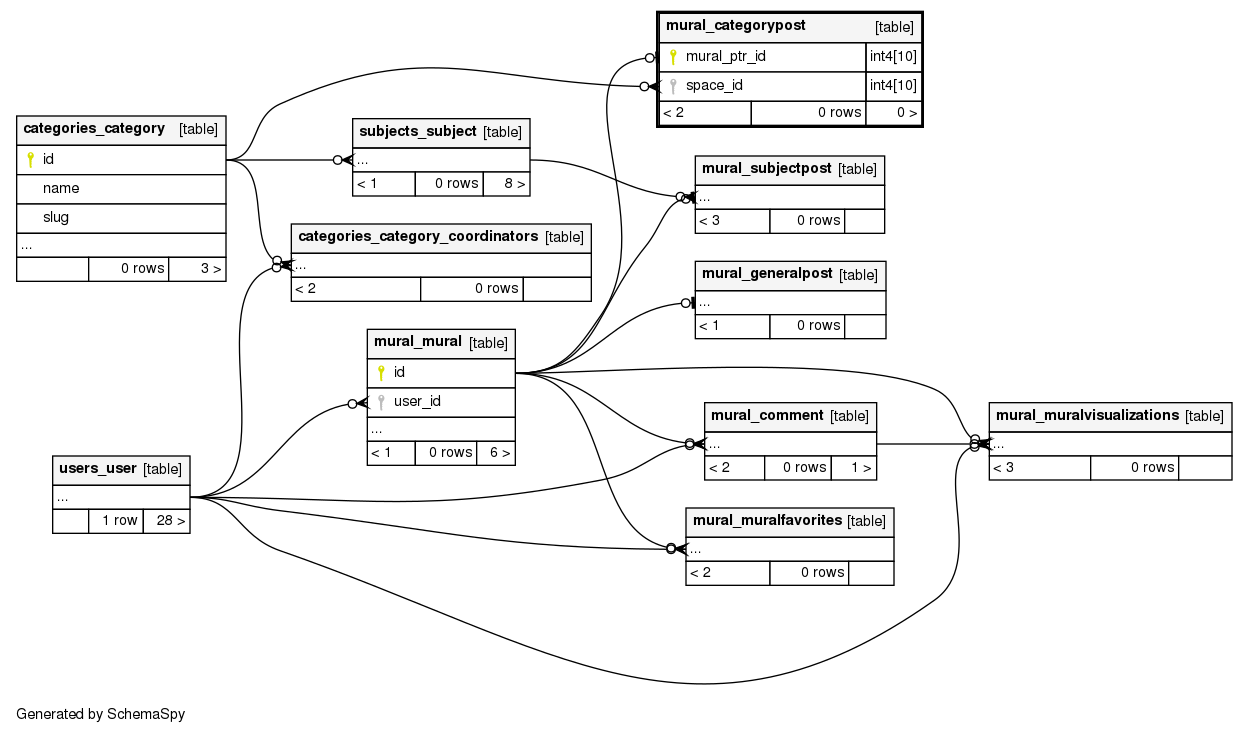 mural_categorypost [table]
mural_ptr_id int4[10]
space_id int4[10]
< 2 0 rows 0 >
categories_category [table]
id
name
slug
...
0 rows 3 >
subjects_subject [table]
...
< 1 0 rows 8 >
mural_subjectpost [table]
...
< 3 0 rows
categories_category_coordinators [table]
...
< 2 0 rows
mural_generalpost [table]
...
< 1 0 rows
mural_mural [table]
id
user_id
...
< 1 0 rows 6 >
mural_comment [table]
...
< 2 0 rows 1 >
mural_muralvisualizations [table]
...
< 3 0 rows
users_user [table]
...
1 row 28 >
mural_muralfavorites [table]
...
< 2 0 rows
Generated by SchemaSpy